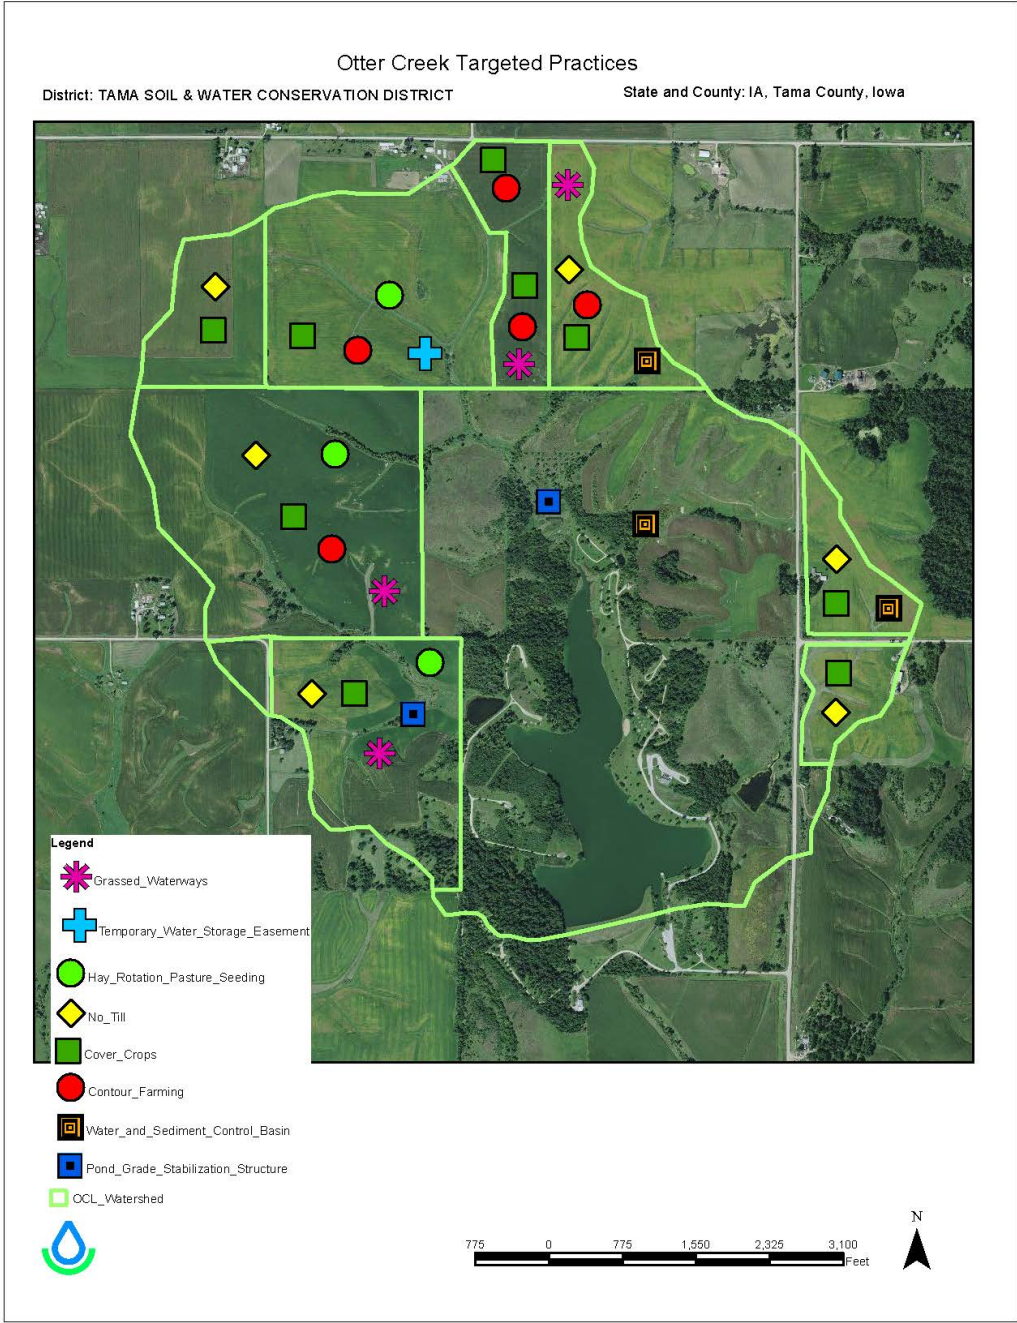 Otter Creek Targeted Practices
District: TAMA SOIL & WATER CONSERVATION DISTRICT
State and County: IA, Tama County, Iowa
Legend
Grassed_Waterways
Temporary_Water_Storage_Easement
Hay_Rotation_Pasture_Seeding
No_Till
Cover_Crops
Contour_Farming
Water_and_Sediment_Control_Basin
Pond_Grade_Stabilization_Structure
OCL_Watershed
775 0 775 1,550 2,325 3,100
Feet
N